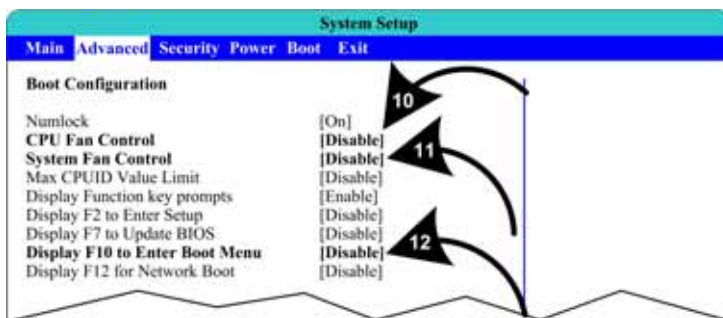 System Setup
Main Advanced Security Power Boot Exit
Boot Configuration
Numlock [On]
CPU Fan Control [Disable]
System Fan Control [Disable]
Max CPUID Value Limit [Disable]
Display Function key prompts [Enable]
Display F2 to Enter Setup [Disable]
Display F7 to Update BIOS [Disable]
Display F10 to Enter Boot Menu [Disable]
Display F12 for Network Boot [Disable]
10
11
12